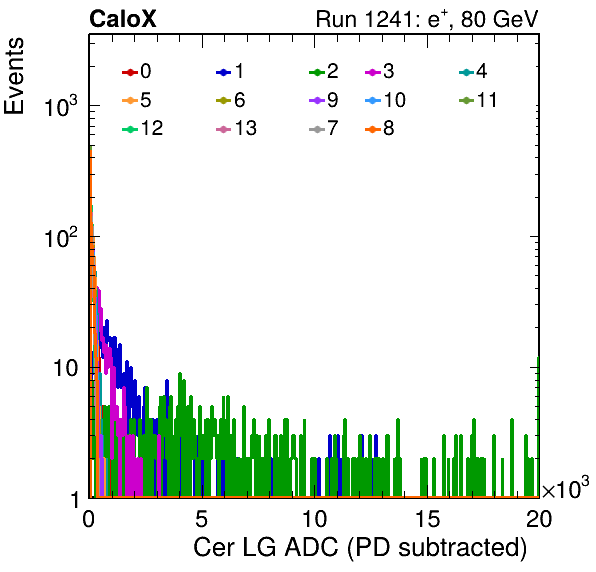 CaloX Run 1241: e+, 80 GeV
Events
0 1 2 3 4
5 6 9 10 11
12 13 7 8
10³
10²
10
1
0 5 10 15 20
×10³
Cer LG ADC (PD subtracted)